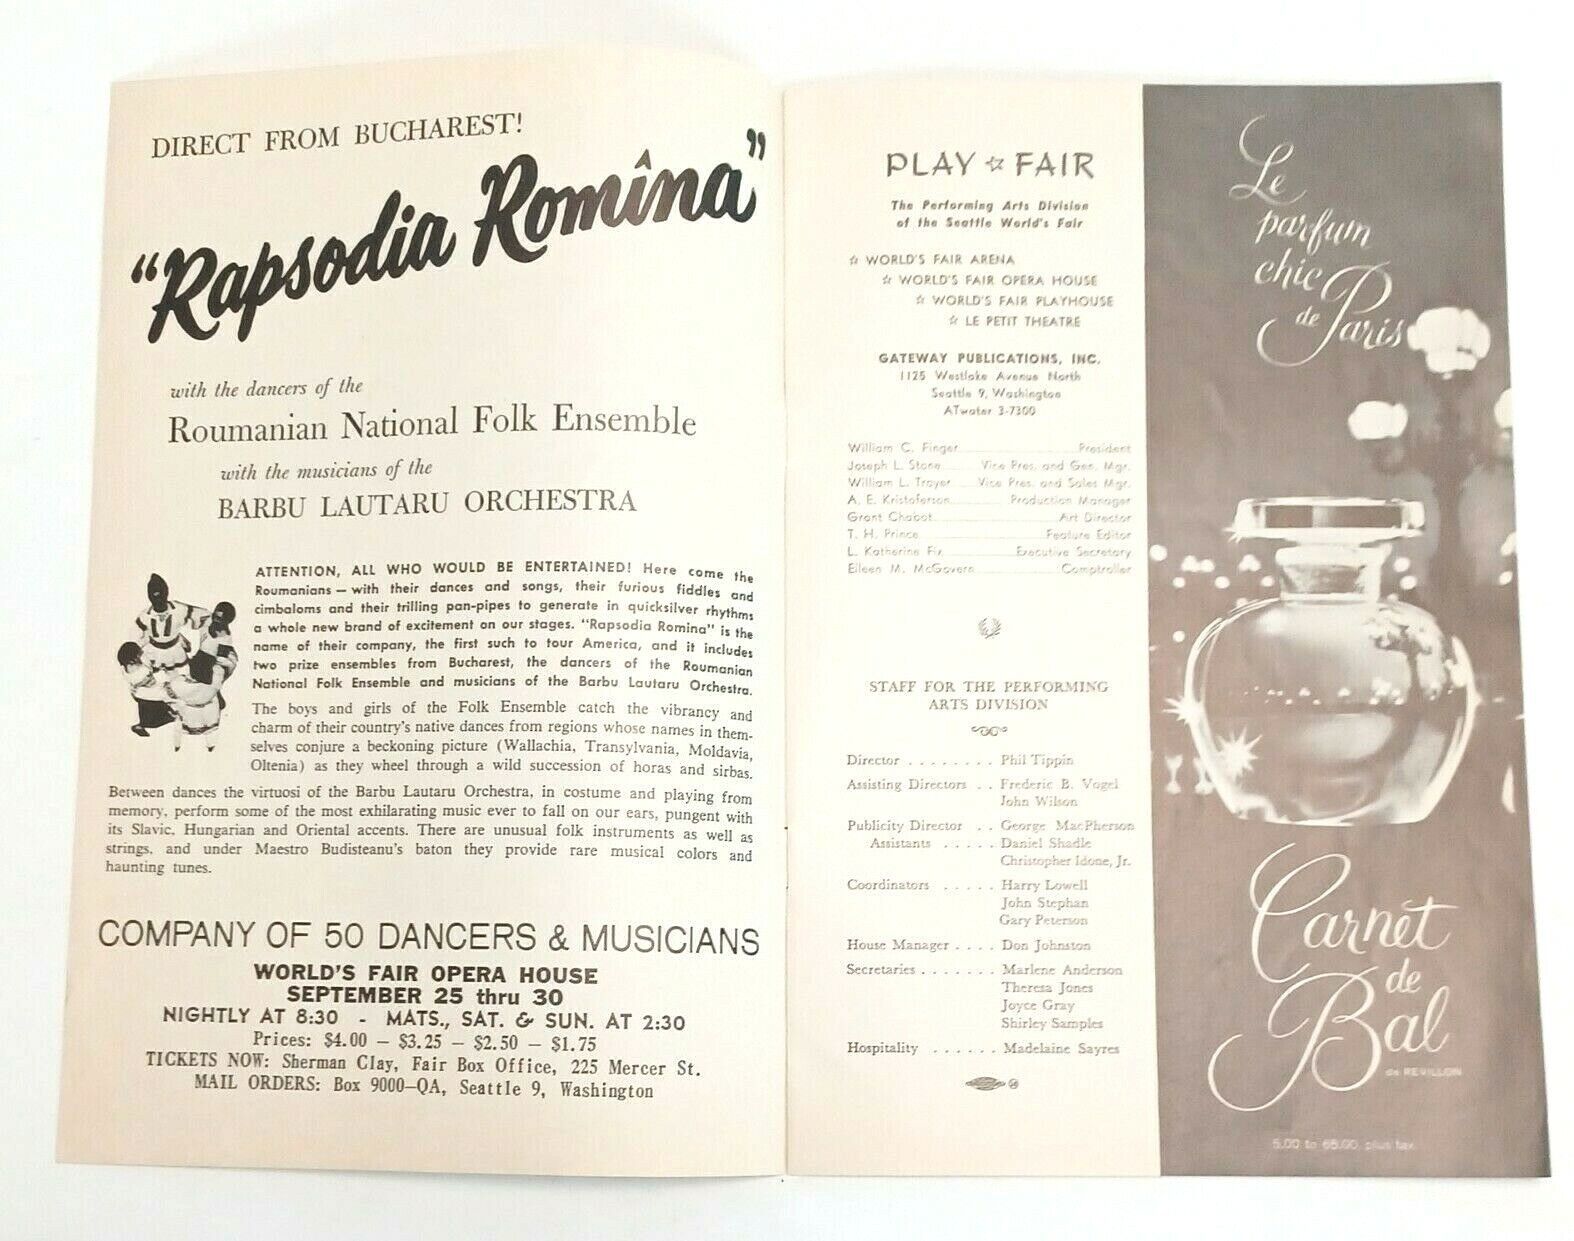 DIRECT FROM BUCHAREST!
“Rapsodia Romîna”
with the dancers of the
Roumanian National Folk Ensemble
with the musicians of the
BARBU LAUTARU ORCHESTRA
ATTENTION, ALL WHO WOULD BE ENTERTAINED! Here come the
Roumanians — with their dances and songs, their furious fiddles and
cimbaloms and their trilling pan-pipes to generate in quicksilver rhythms
a whole new brand of excitement on our stages. "Rapsodia Romina" is the
name of their company, the first such to tour America, and it includes
two prize ensembles from Bucharest, the dancers of the Roumanian
National Folk Ensemble and musicians of the Barbu Lautaru Orchestra.
The boys and girls of the Folk Ensemble catch the vibrancy and
charm of their country's native dances from regions whose names in them-
selves conjure a beckoning picture (Wallachia, Transylvania, Moldavia,
Oltenia) as they wheel through a wild succession of horas and sirbas.
Between dances the virtuosi of the Barbu Lautaru Orchestra, in costume and playing from
memory, perform some of the most exhilarating music ever to fall on our ears, pungent with
its Slavic, Hungarian and Oriental accents. There are unusual folk instruments as well as
strings, and under Maestro Budisteanu's baton they provide rare musical colors and
haunting tunes.
COMPANY OF 50 DANCERS & MUSICIANS
WORLD'S FAIR OPERA HOUSE
SEPTEMBER 25 thru 30
NIGHTLY AT 8:30 - MATS., SAT. & SUN. AT 2:30
Prices: $4.00 — $3.25 — $2.50 — $1.75
TICKETS NOW: Sherman Clay, Fair Box Office, 225 Mercer St.
MAIL ORDERS: Box 9000-QA, Seattle 9, Washington
PLAY ☆ FAIR
The Performing Arts Division
of the Seattle World's Fair
☆ WORLD'S FAIR ARENA
☆ WORLD'S FAIR OPERA HOUSE
☆ WORLD'S FAIR PLAYHOUSE
☆ LE PETIT THEATRE
GATEWAY PUBLICATIONS, INC.
1125 Westlake Avenue North
Seattle 9, Washington
ATwater 3-7300
William C. Finger President
Joseph L. Stone Vice Pres. and Gen. Mgr.
William L. Troyer Vice Pres. and Sales Mgr.
A. E. Kristoferson Production Manager
Grant Chabot Art Director
T. H. Prince Feature Editor
L. Katherine Fix Executive Secretary
Eileen M. McGovern Comptroller
STAFF FOR THE PERFORMING
ARTS DIVISION
Director . . . . . . . . Phil Tippin
Assisting Directors . . Frederic B. Vogel
John Wilson
Publicity Director . . George MacPherson
Assistants . . . . . Daniel Shadle
Christopher Idone, Jr.
Coordinators . . . . . Harry Lowell
John Stephan
Gary Peterson
House Manager . . . . Don Johnston
Secretaries . . . . . . . Marlene Anderson
Theresa Jones
Joyce Gray
Shirley Samples
Hospitality . . . . . . Madelaine Sayres
Le
parfum
chic
de Paris
Carnet
de
Bal
de REVILLON
5.00 to 65.00 plus tax